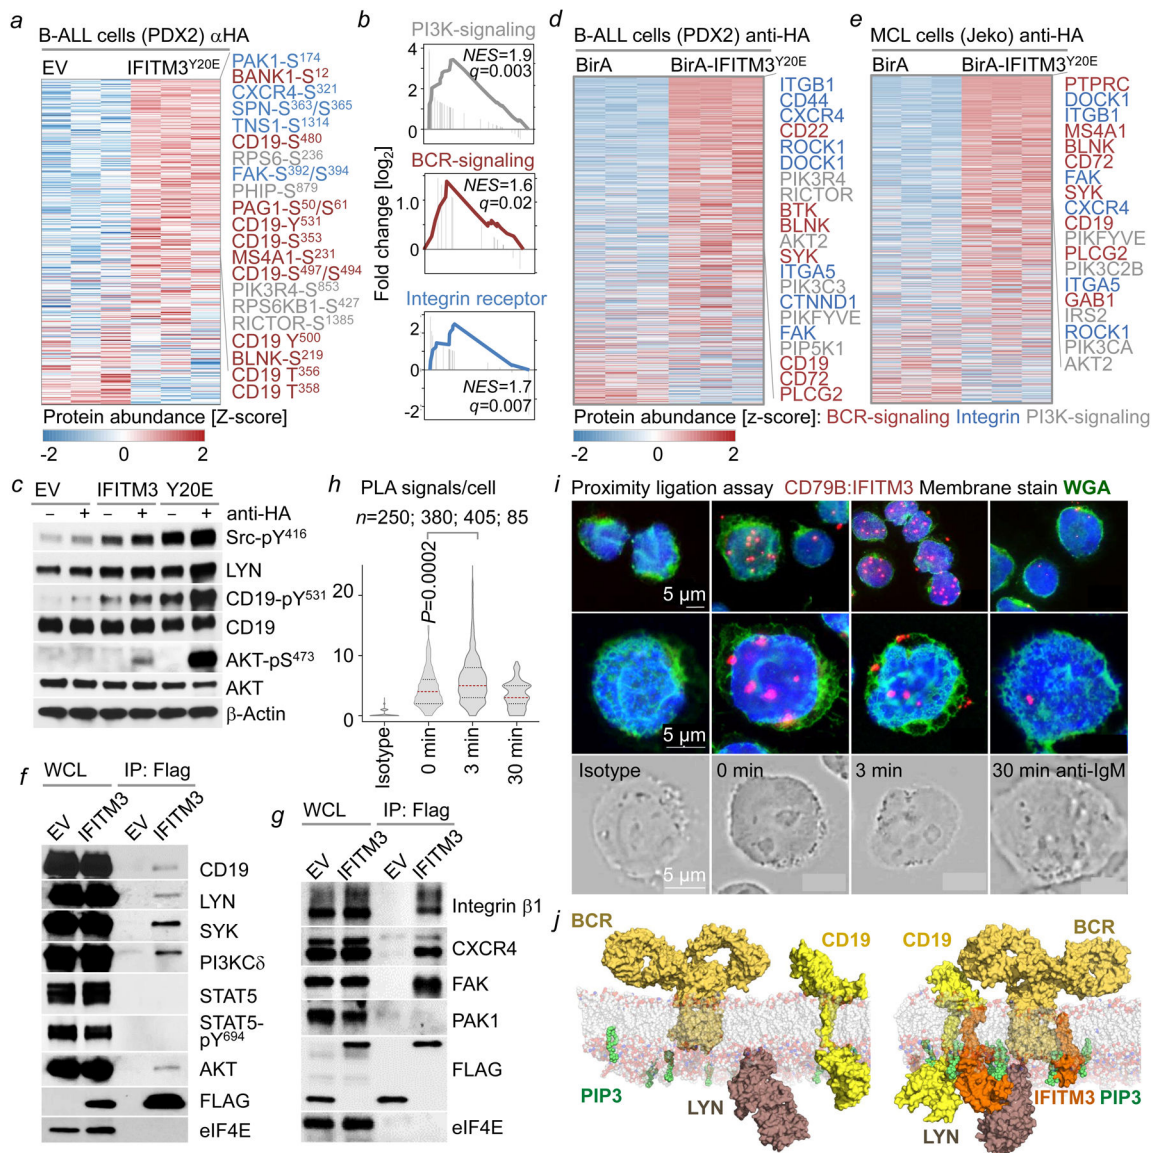 a
B-ALL cells (PDX2) αHA
EV IFITM3Y20E
PAK1-S174
BANK1-S12
CXCR4-S321
SPN-S363/S365
TNS1-S1314
CD19-S480
RPS6-S236
FAK-S392/S394
PHIP-S879
PAG1-S50/S61
CD19-Y531
CD19-S353
MS4A1-S231
CD19-S497/S494
PIK3R4-S853
RPS6KB1-S427
RICTOR-S1385
CD19 Y500
BLNK-S219
CD19 T356
CD19 T358
Protein abundance [Z-score]
-2 0 2
b
PI3K-signaling
4
2
0
NES=1.9
q=0.003
BCR-signaling
1.0
0
NES=1.6
q=0.02
Integrin receptor
2
0
-2
NES=1.7
q=0.007
Fold change [log2]
d
B-ALL cells (PDX2) anti-HA
BirA BirA-IFITM3Y20E
ITGB1
CD44
CXCR4
CD22
ROCK1
DOCK1
PIK3R4
RICTOR
BTK
BLNK
AKT2
SYK
ITGA5
PIK3C3
CTNND1
PIKFYVE
FAK
PIP5K1
CD19
CD72
PLCG2
e
MCL cells (Jeko) anti-HA
BirA BirA-IFITM3Y20E
PTPRC
DOCK1
ITGB1
MS4A1
BLNK
CD72
FAK
SYK
CXCR4
CD19
PIKFYVE
PLCG2
PIK3C2B
ITGA5
GAB1
IRS2
ROCK1
PIK3CA
AKT2
Protein abundance [z-score]: BCR-signaling Integrin PI3K-signaling
-2 0 2
c
EV IFITM3 Y20E
– + – + – + anti-HA
Src-pY416
LYN
CD19-pY531
CD19
AKT-pS473
AKT
β-Actin
h
PLA signals/cell
n=250; 380; 405; 85
P=0.0002
20
10
0
Isotype
0 min
3 min
30 min
i
Proximity ligation assay CD79B:IFITM3 Membrane stain WGA
5 µm
5 µm
Isotype 0 min 3 min 30 min anti-IgM
5 µm
f
WCL IP: Flag
EV IFITM3 EV IFITM3
CD19
LYN
SYK
PI3KCδ
STAT5
STAT5-
pY694
AKT
FLAG
eIF4E
g
WCL IP: Flag
EV IFITM3 EV IFITM3
Integrin β1
CXCR4
FAK
PAK1
FLAG
eIF4E
j
BCR CD19 CD19 BCR
PIP3 LYN LYN IFITM3 PIP3